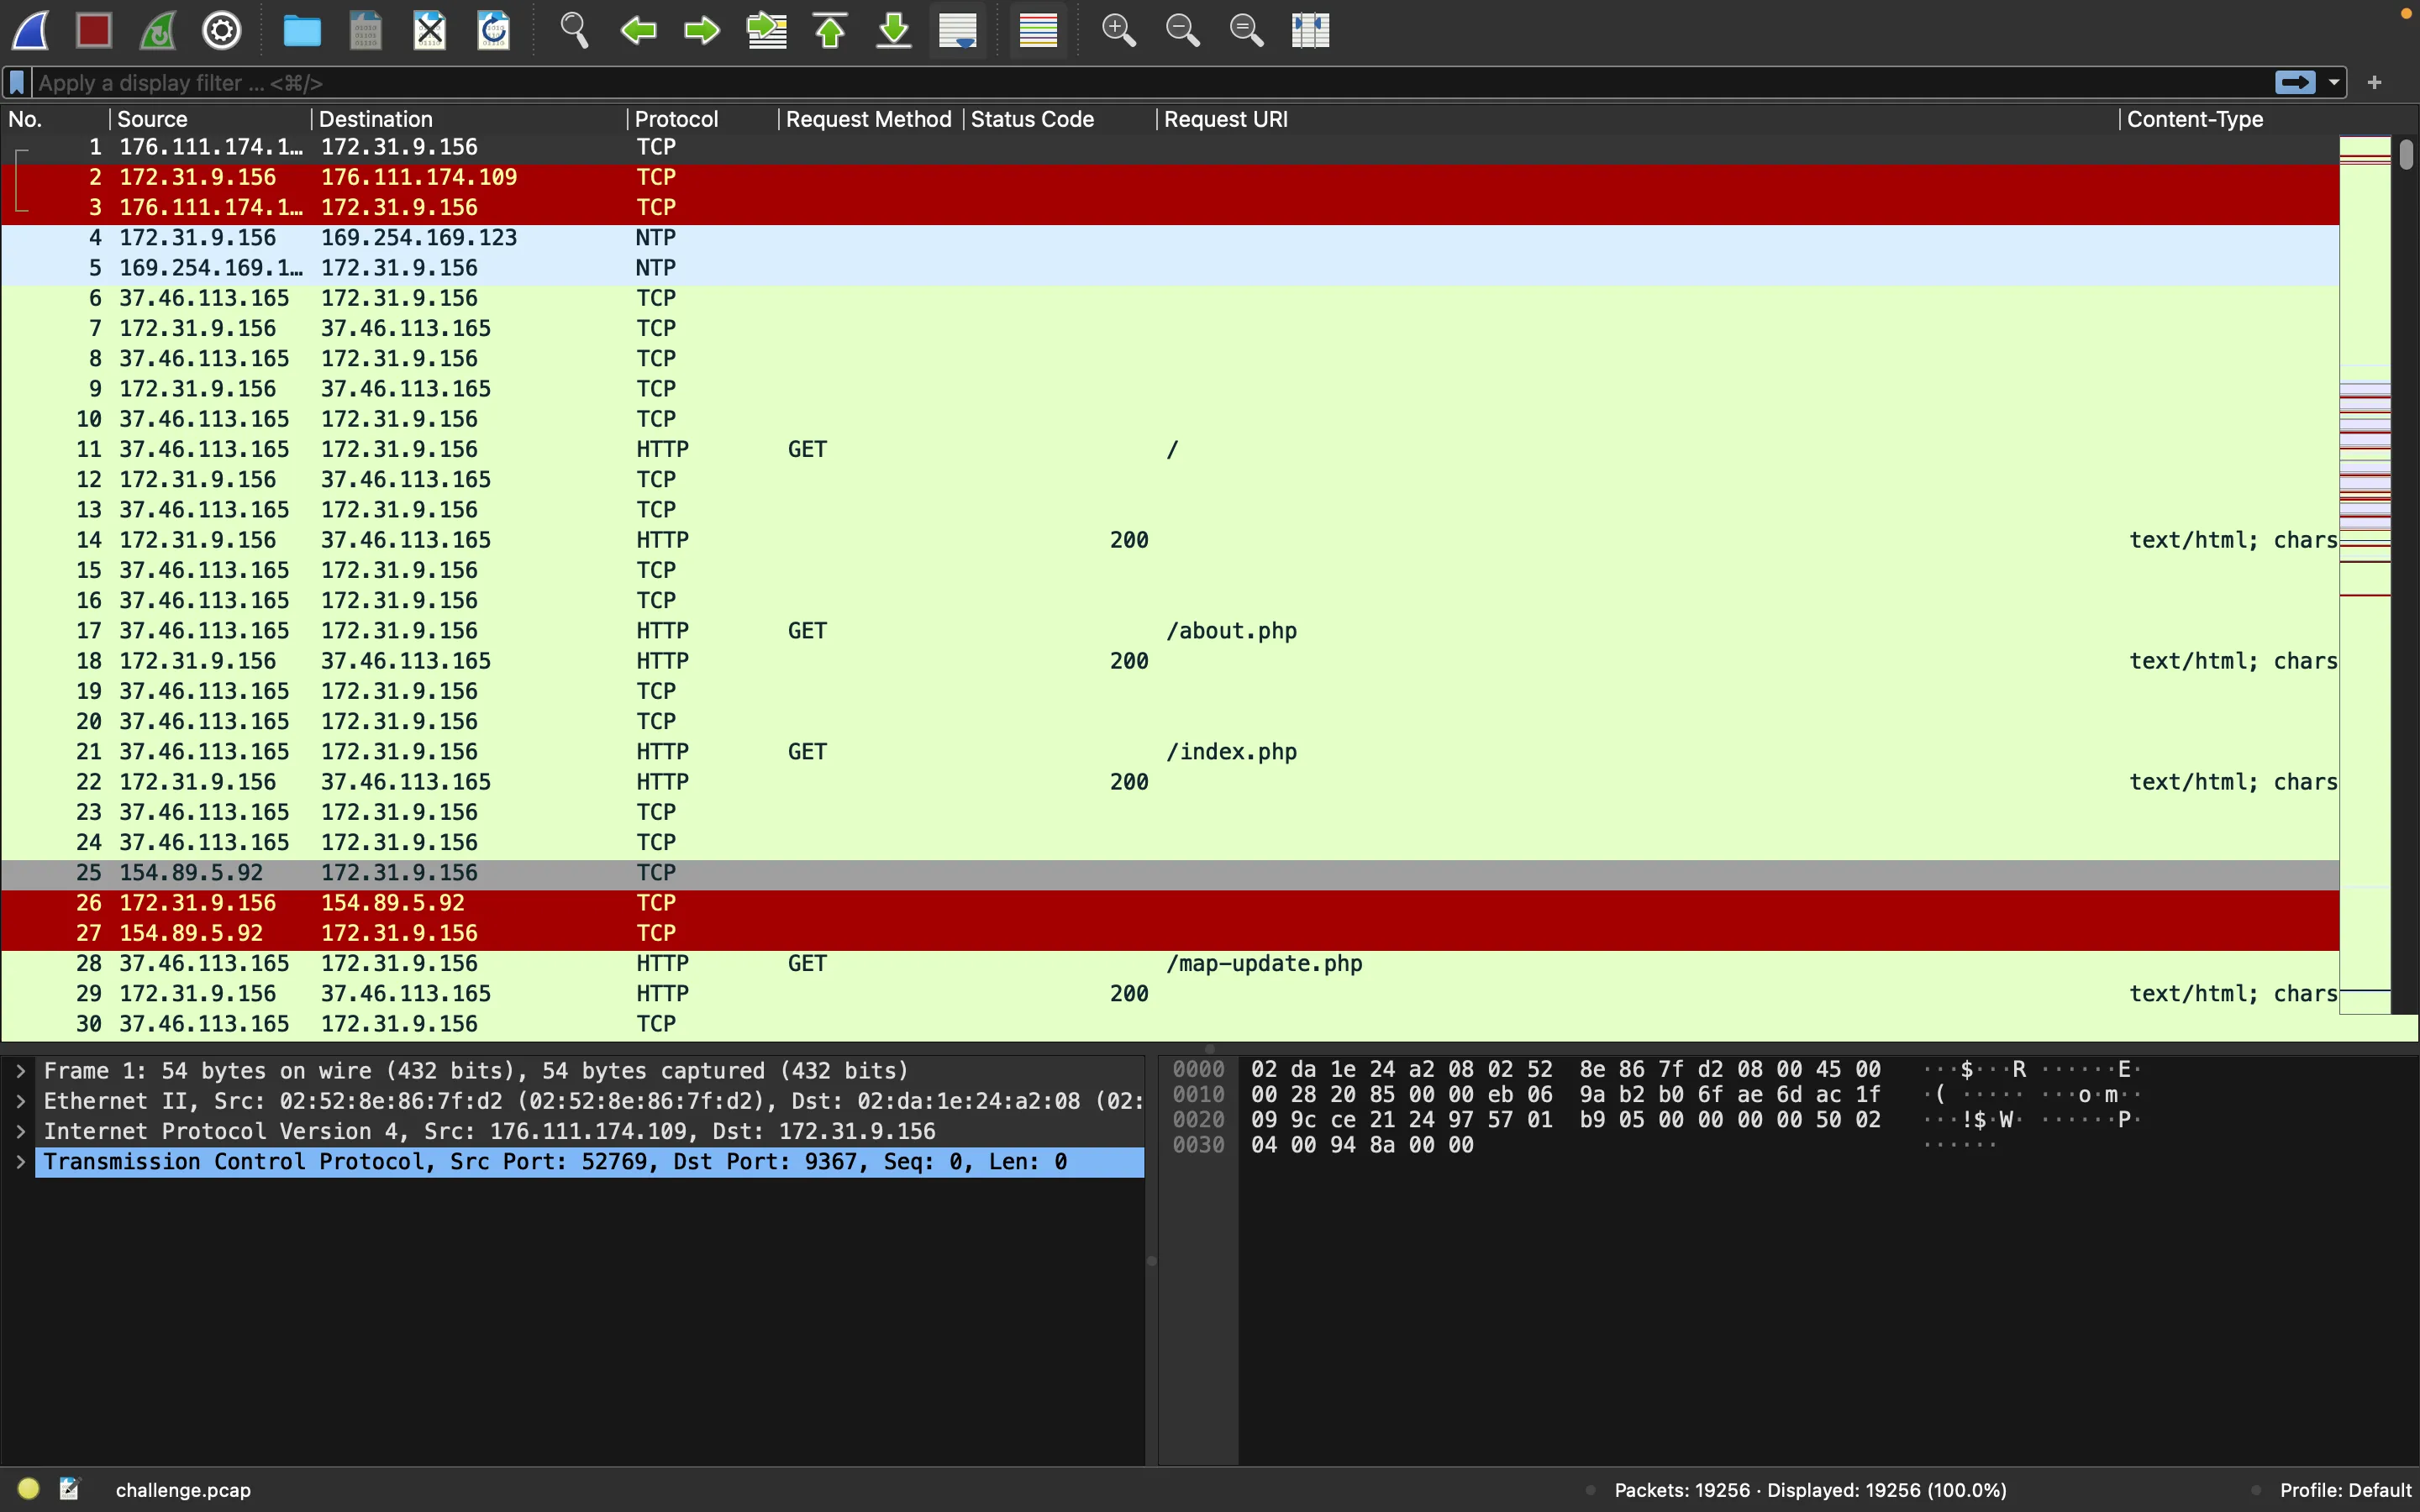 Apply a display filter ... <⌘/>
No. Source Destination Protocol Request Method Status Code Request URI Content-Type
1 176.111.174.1… 172.31.9.156 TCP
2 172.31.9.156 176.111.174.109 TCP
3 176.111.174.1… 172.31.9.156 TCP
4 172.31.9.156 169.254.169.123 NTP
5 169.254.169.1… 172.31.9.156 NTP
6 37.46.113.165 172.31.9.156 TCP
7 172.31.9.156 37.46.113.165 TCP
8 37.46.113.165 172.31.9.156 TCP
9 172.31.9.156 37.46.113.165 TCP
10 37.46.113.165 172.31.9.156 TCP
11 37.46.113.165 172.31.9.156 HTTP GET /
12 172.31.9.156 37.46.113.165 TCP
13 37.46.113.165 172.31.9.156 TCP
14 172.31.9.156 37.46.113.165 HTTP 200 text/html; chars
15 37.46.113.165 172.31.9.156 TCP
16 37.46.113.165 172.31.9.156 TCP
17 37.46.113.165 172.31.9.156 HTTP GET /about.php
18 172.31.9.156 37.46.113.165 HTTP 200 text/html; chars
19 37.46.113.165 172.31.9.156 TCP
20 37.46.113.165 172.31.9.156 TCP
21 37.46.113.165 172.31.9.156 HTTP GET /index.php
22 172.31.9.156 37.46.113.165 HTTP 200 text/html; chars
23 37.46.113.165 172.31.9.156 TCP
24 37.46.113.165 172.31.9.156 TCP
25 154.89.5.92 172.31.9.156 TCP
26 172.31.9.156 154.89.5.92 TCP
27 154.89.5.92 172.31.9.156 TCP
28 37.46.113.165 172.31.9.156 HTTP GET /map-update.php
29 172.31.9.156 37.46.113.165 HTTP 200 text/html; chars
30 37.46.113.165 172.31.9.156 TCP
Frame 1: 54 bytes on wire (432 bits), 54 bytes captured (432 bits)
Ethernet II, Src: 02:52:8e:86:7f:d2 (02:52:8e:86:7f:d2), Dst: 02:da:1e:24:a2:08 (02:
Internet Protocol Version 4, Src: 176.111.174.109, Dst: 172.31.9.156
Transmission Control Protocol, Src Port: 52769, Dst Port: 9367, Seq: 0, Len: 0
0000 02 da 1e 24 a2 08 02 52 8e 86 7f d2 08 00 45 00 ···$···R ······E·
0010 00 28 20 85 00 00 eb 06 9a b2 b0 6f ae 6d ac 1f ·( ····· ···o·m··
0020 09 9c ce 21 24 97 57 01 b9 05 00 00 00 00 50 02 ···!$·W· ······P·
0030 04 00 94 8a 00 00 ······
challenge.pcap Packets: 19256 · Displayed: 19256 (100.0%) Profile: Default